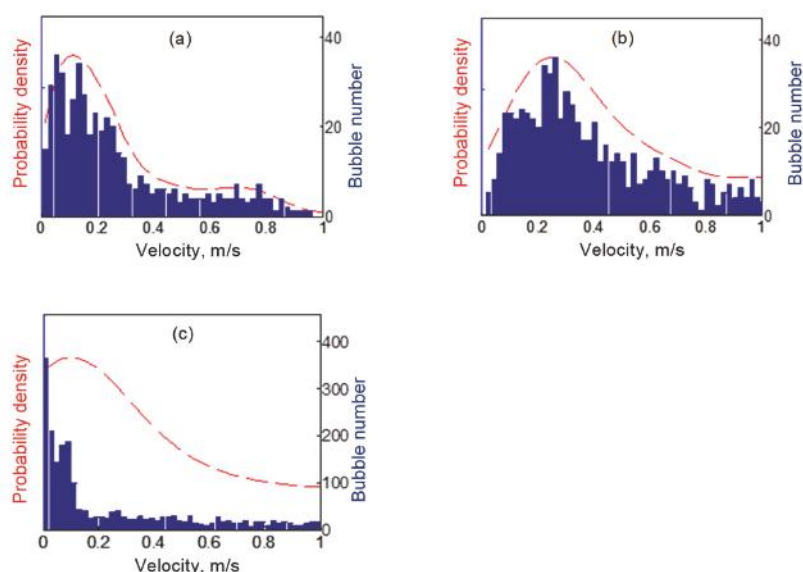 (a)
Probability density
Bubble number
40
20
0
0 0.2 0.4 0.6 0.8 1
Velocity, m/s
(b)
Probability density
Bubble number
40
20
0
0 0.2 0.4 0.6 0.8 1
Velocity, m/s
(c)
Probability density
Bubble number
400
300
200
100
0
0 0.2 0.4 0.6 0.8 1
Velocity, m/s